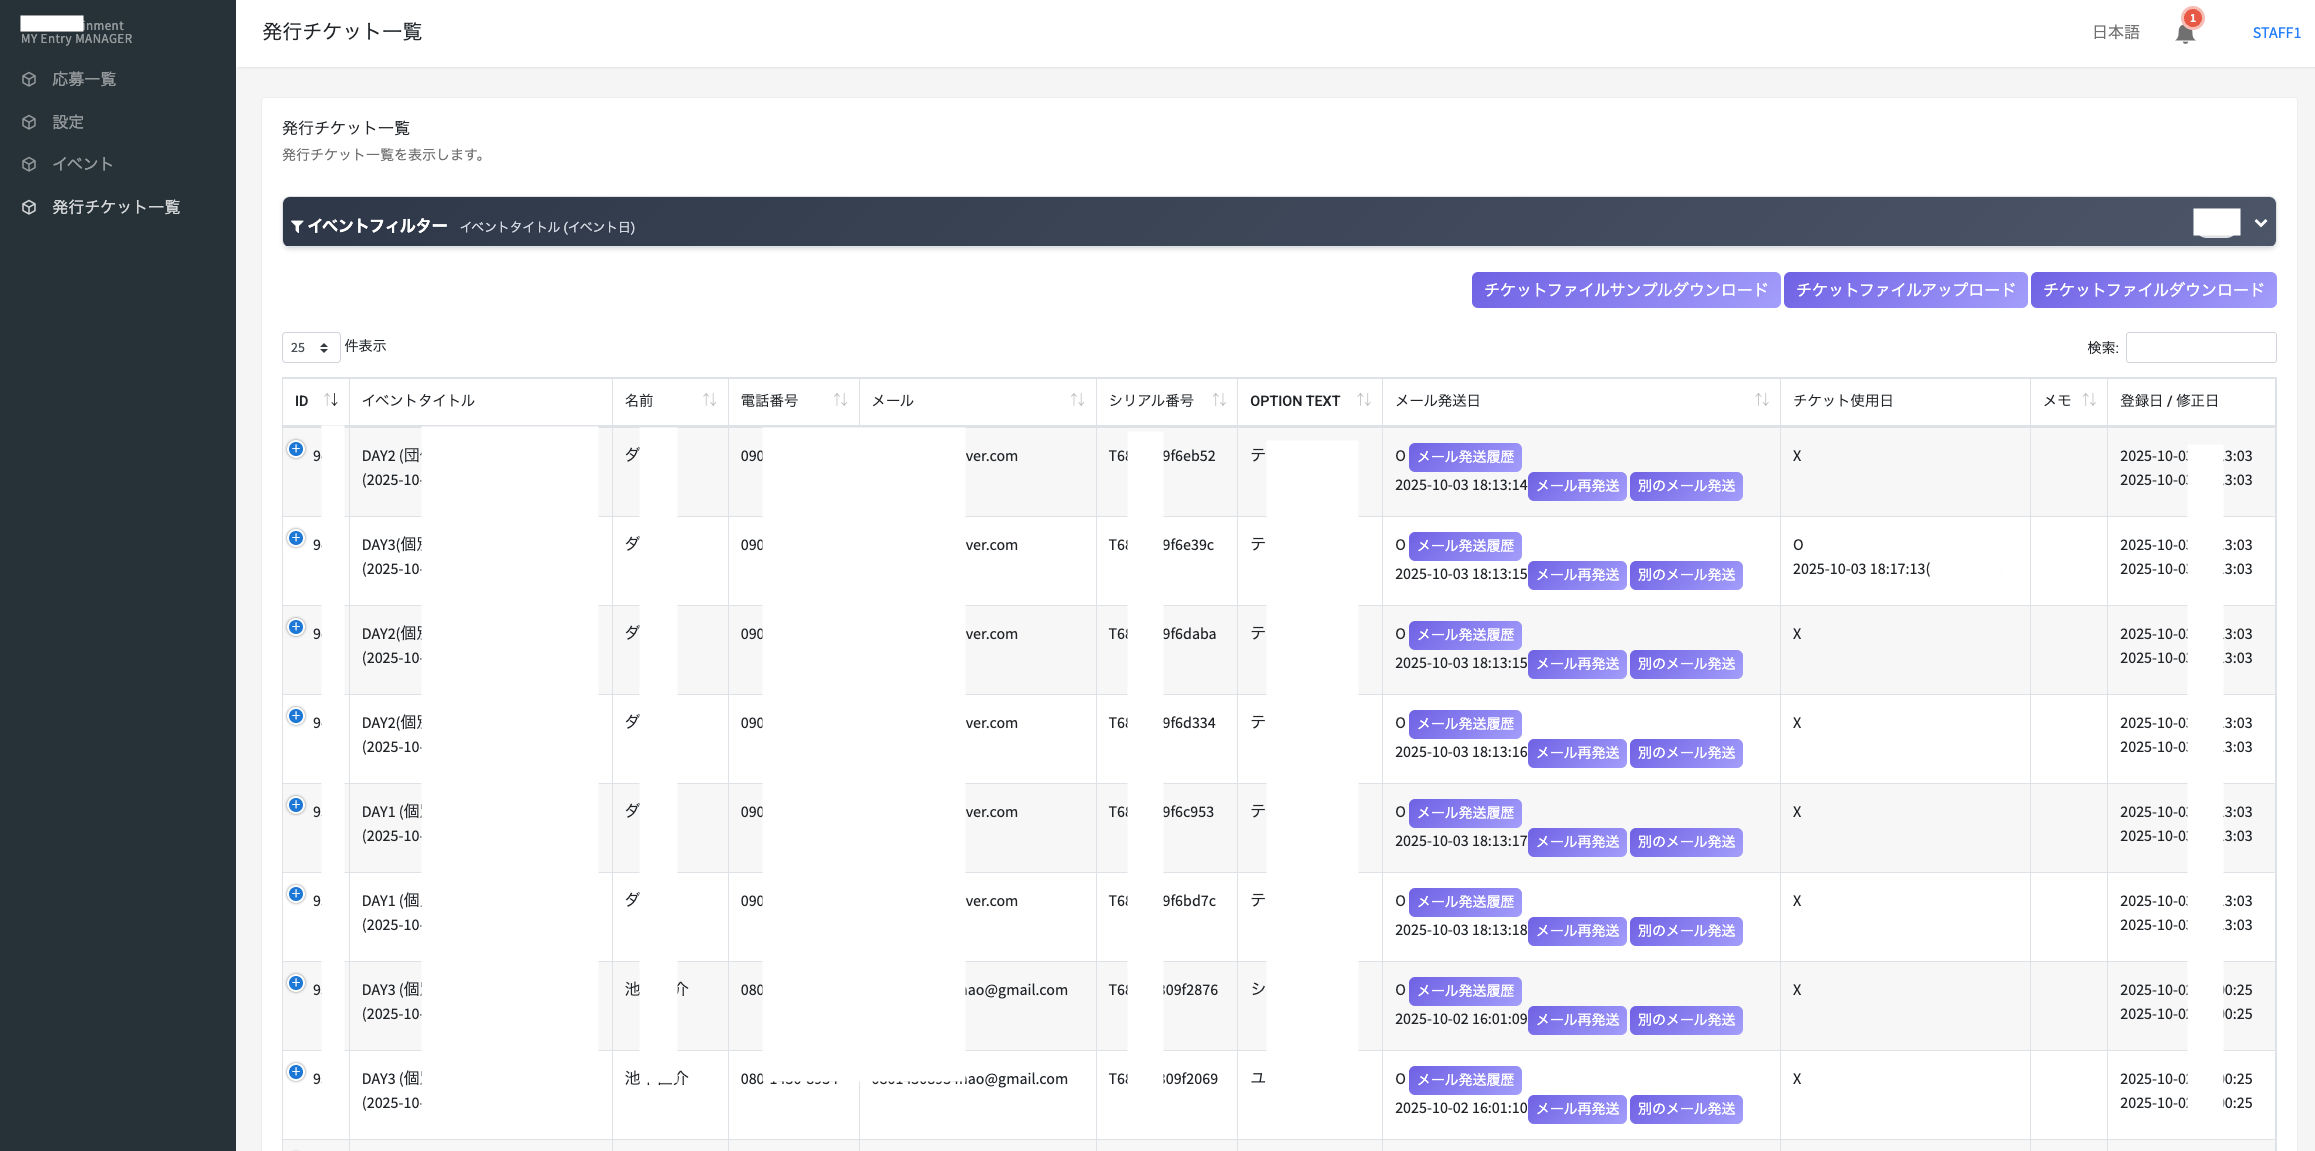 inment
MY Entry MANAGER
応募一覧
設定
イベント
発行チケット一覧
発行チケット一覧
日本語
1
STAFF1
発行チケット一覧
発行チケット一覧を表示します。
イベントフィルター イベントタイトル (イベント日)
チケットファイルサンプルダウンロード チケットファイルアップロード チケットファイルダウンロード
25 件表示
検索:
ID イベントタイトル 名前 電話番号 メール シリアル番号 OPTION TEXT メール発送日 チケット使用日 メモ 登録日 / 修正日
9 DAY2 (団 ダ 090 ver.com T6 9f6eb52 テ O メール発送履歴 X 2025-10-0 3:03
(2025-10- 2025-10-03 18:13:14 メール再発送 別のメール発送 2025-10-0 3:03
9 DAY3(個別 ダ 090 ver.com T6 9f6e39c テ O メール発送履歴 O 2025-10-0 3:03
(2025-10- 2025-10-03 18:13:15 メール再発送 別のメール発送 2025-10-03 18:17:13( 2025-10-0 3:03
9 DAY2(個別 ダ 090 ver.com T6 9f6daba テ O メール発送履歴 X 2025-10-0 3:03
(2025-10- 2025-10-03 18:13:15 メール再発送 別のメール発送 2025-10-0 3:03
9 DAY2(個別 ダ 090 ver.com T6 9f6d334 テ O メール発送履歴 X 2025-10-0 3:03
(2025-10- 2025-10-03 18:13:16 メール再発送 別のメール発送 2025-10-0 3:03
9 DAY1 (個 ダ 090 ver.com T6 9f6c953 テ O メール発送履歴 X 2025-10-0 3:03
(2025-10- 2025-10-03 18:13:17 メール再発送 別のメール発送 2025-10-0 3:03
9 DAY1 (個 ダ 090 ver.com T6 9f6bd7c テ O メール発送履歴 X 2025-10-0 3:03
(2025-10- 2025-10-03 18:13:18 メール再発送 別のメール発送 2025-10-0 3:03
9 DAY3 (個 池 介 080 ao@gmail.com T6 09f2876 シ O メール発送履歴 X 2025-10-0 0:25
(2025-10- 2025-10-02 16:01:09 メール再発送 別のメール発送 2025-10-0 0:25
9 DAY3 (個 池 介 080 ao@gmail.com T6 09f2069 ユ O メール発送履歴 X 2025-10-0 0:25
(2025-10- 2025-10-02 16:01:10 メール再発送 別のメール発送 2025-10-0 0:25